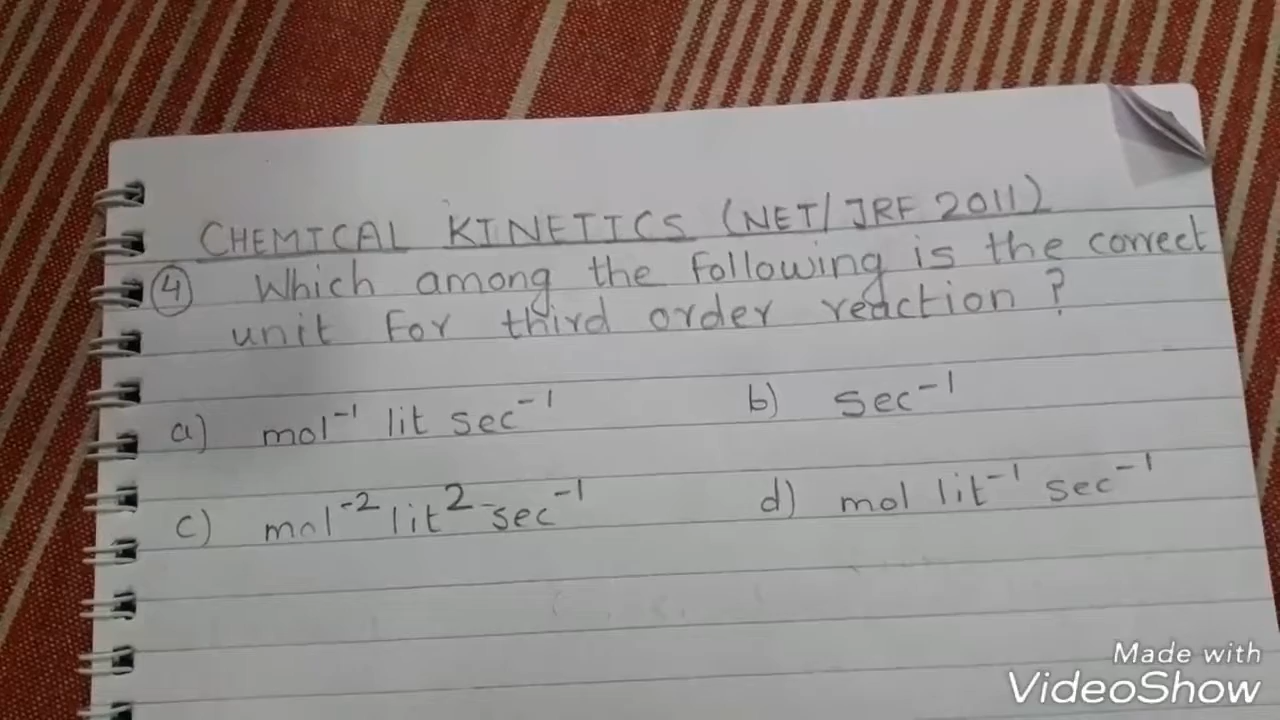 CHEMICAL KINETICS (NET/JRF 2011)
④ Which among the following is the correct
unit for third order reaction ?
a) mol⁻¹ lit sec⁻¹ b) sec⁻¹
c) mol⁻² lit² sec⁻¹ d) mol lit⁻¹ sec⁻¹
Made with
VideoShow